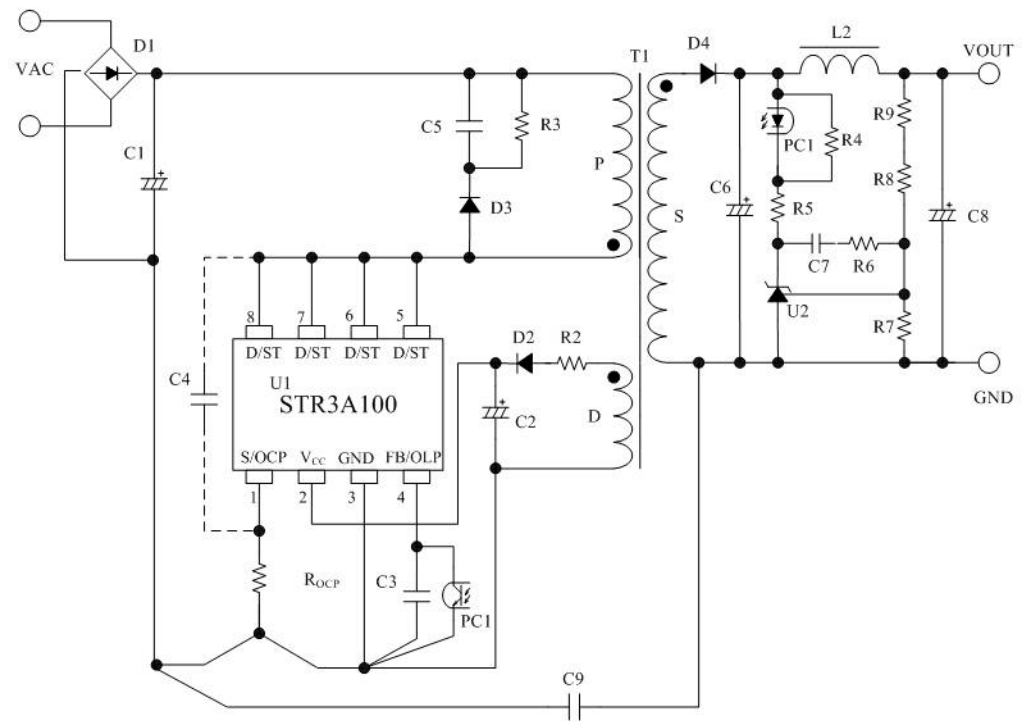 D1
VAC
C1
C5
R3
D3
P
T1
S
D4
L2
VOUT
PC1
R4
R9
R8
C6
R5
C8
C7
R6
U2
R7
GND
8
7
6
5
D/ST
D/ST
D/ST
D/ST
C4
U1
STR3A100
S/OCP
VCC
GND
FB/OLP
1
2
3
4
D2
R2
C2
D
ROCP
C3
PC1
C9